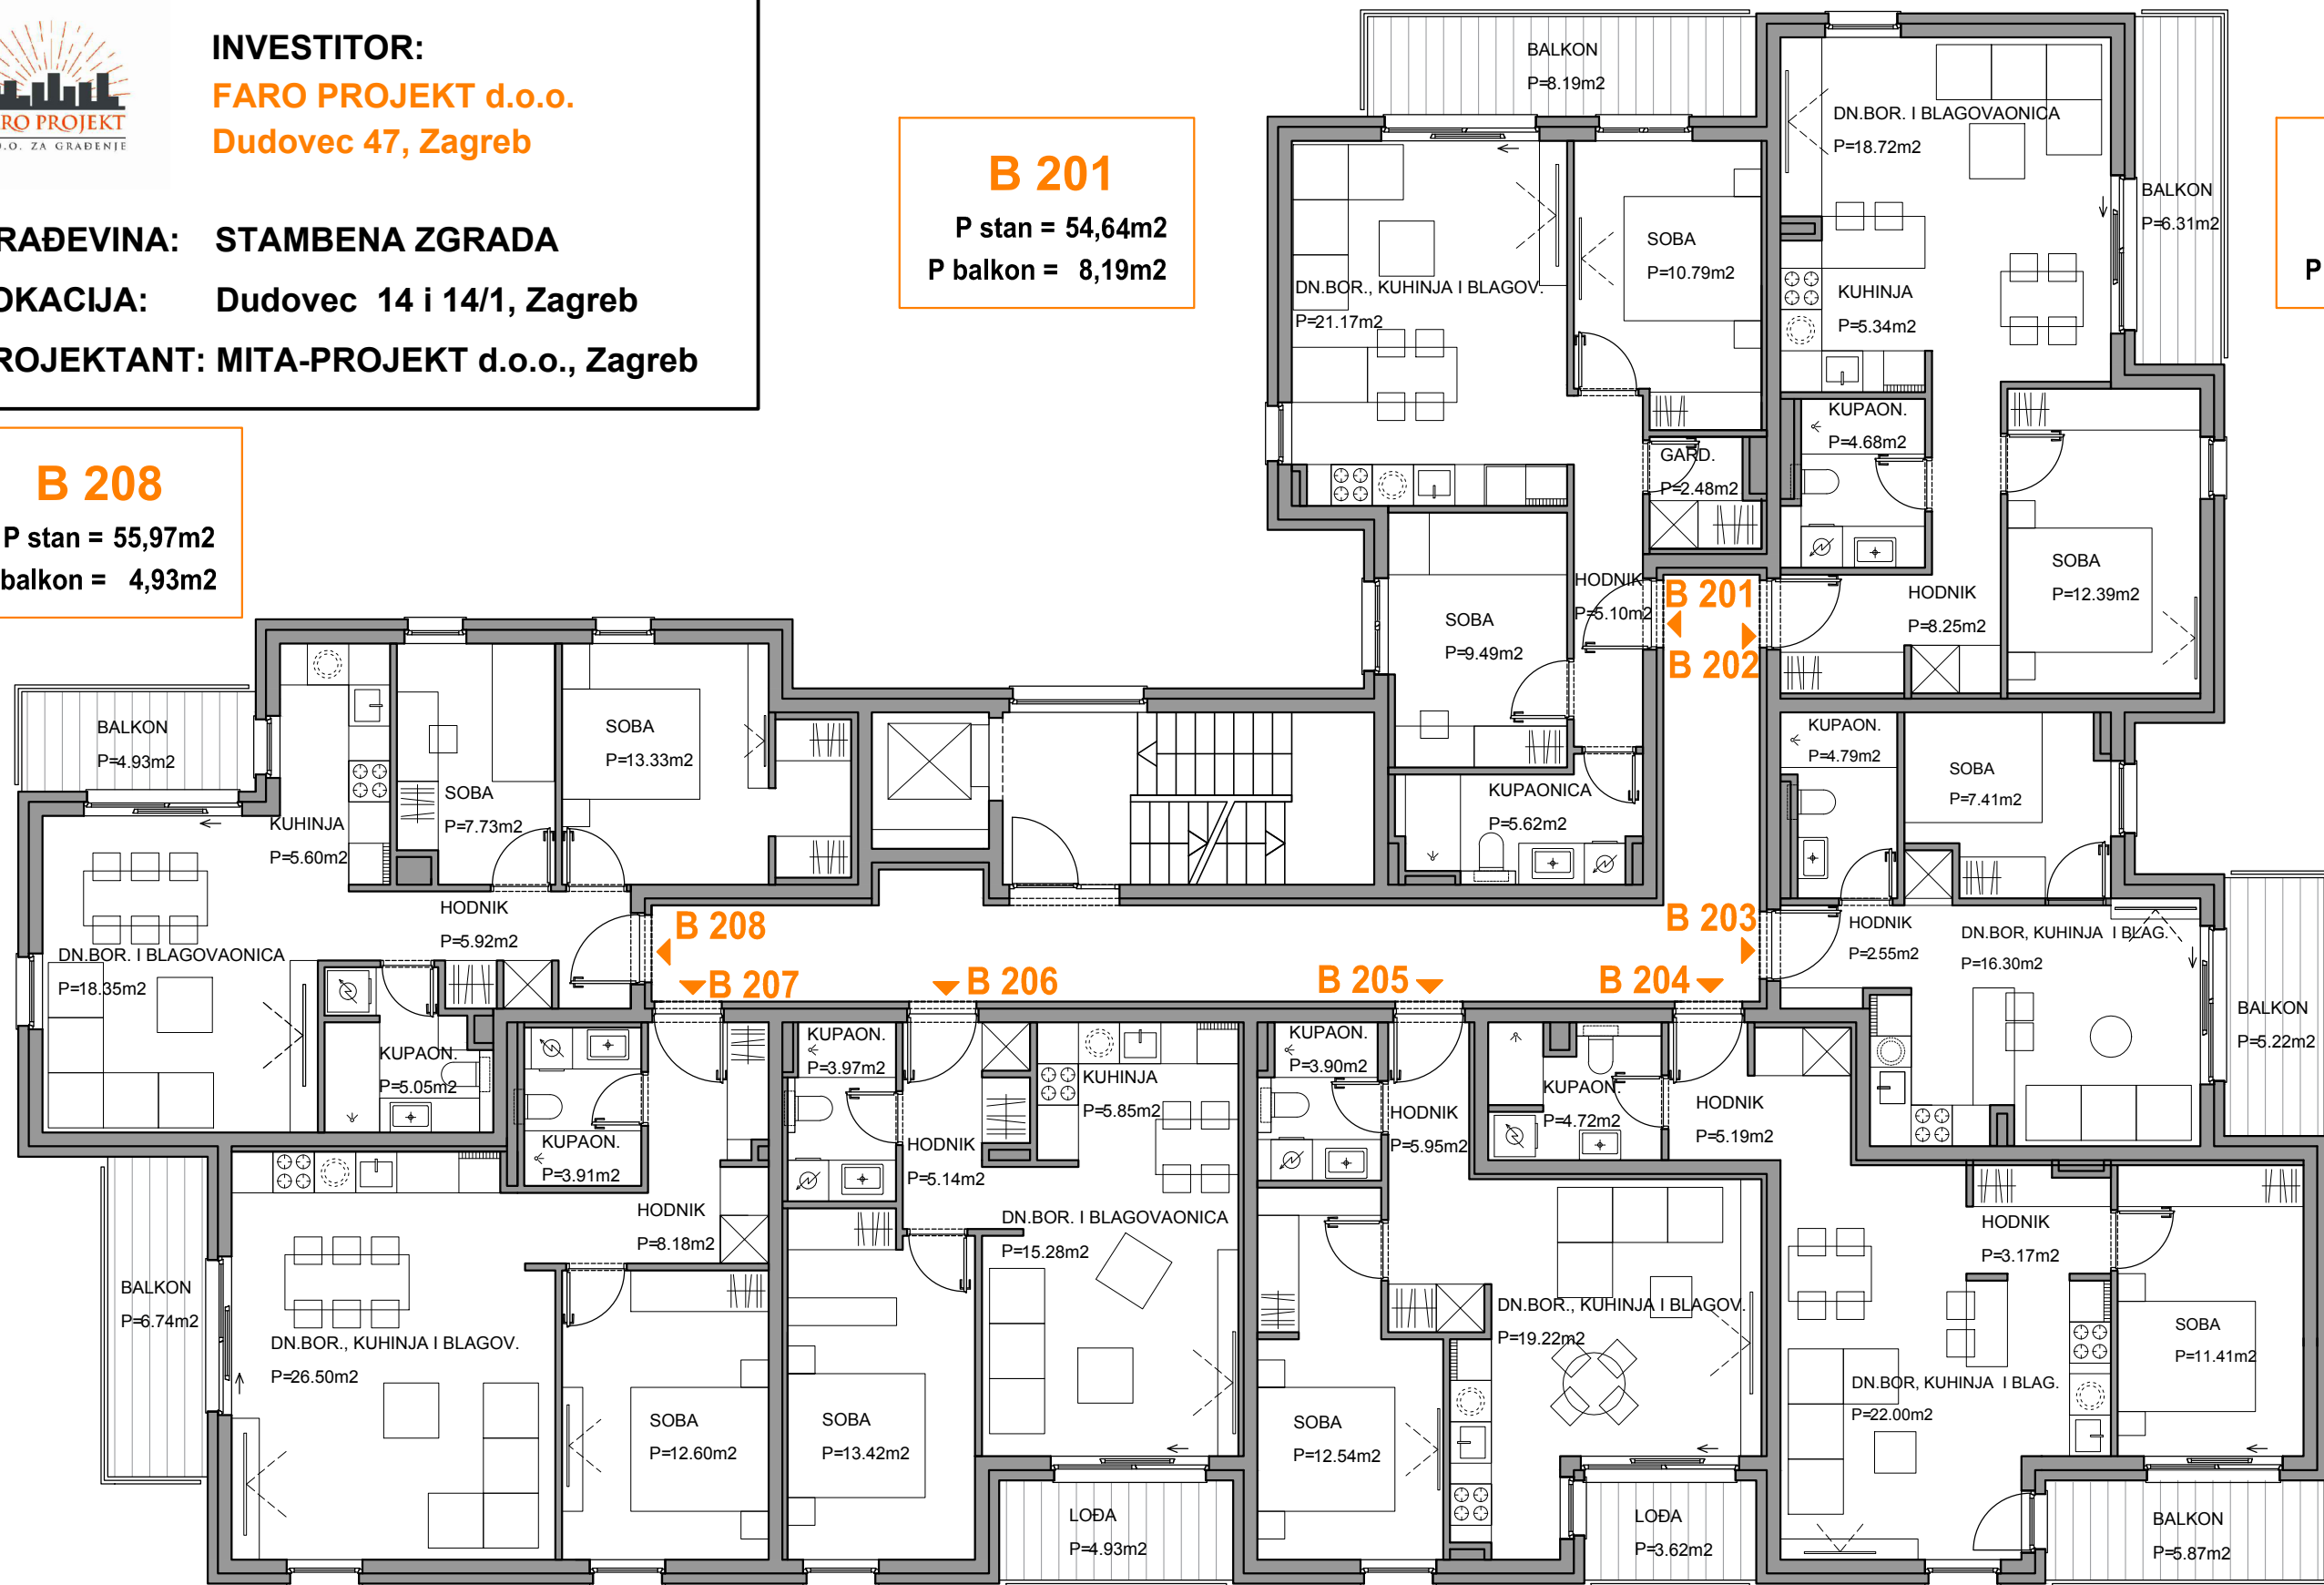 RO PROJEKT
.O. ZA GRAĐENJE
INVESTITOR:
FARO PROJEKT d.o.o.
Dudovec 47, Zagreb
RAĐEVINA: STAMBENA ZGRADA
OKACIJA: Dudovec 14 i 14/1, Zagreb
ROJEKTANT: MITA-PROJEKT d.o.o., Zagreb
B 201
P stan = 54,64m2
P balkon = 8,19m2
P
B 208
P stan = 55,97m2
balkon = 4,93m2
BALKON
P=8.19m2
DN.BOR., KUHINJA I BLAGOV.
P=21.17m2
SOBA
P=10.79m2
GARD.
P=2.48m2
HODNIK
P=5.10m2
SOBA
P=9.49m2
KUPAONICA
P=5.62m2
DN.BOR. I BLAGOVAONICA
P=18.72m2
BALKON
P=6.31m2
KUHINJA
P=5.34m2
KUPAON.
P=4.68m2
SOBA
P=12.39m2
HODNIK
P=8.25m2
B 201
B 202
KUPAON.
P=4.79m2
SOBA
P=7.41m2
HODNIK
P=2.55m2
DN.BOR, KUHINJA I BLAG.
P=16.30m2
BALKON
P=5.22m2
B 203
B 204
B 205
B 206
B 207
B 208
BALKON
P=4.93m2
KUHINJA
P=5.60m2
SOBA
P=7.73m2
SOBA
P=13.33m2
HODNIK
P=5.92m2
DN.BOR. I BLAGOVAONICA
P=18.35m2
KUPAON.
P=5.05m2
KUPAON.
P=3.91m2
HODNIK
P=8.18m2
BALKON
P=6.74m2
DN.BOR., KUHINJA I BLAGOV.
P=26.50m2
SOBA
P=12.60m2
KUPAON.
P=3.97m2
KUHINJA
P=5.85m2
HODNIK
P=5.14m2
DN.BOR. I BLAGOVAONICA
P=15.28m2
SOBA
P=13.42m2
LOĐA
P=4.93m2
KUPAON.
P=3.90m2
HODNIK
P=5.95m2
DN.BOR., KUHINJA I BLAGOV.
P=19.22m2
SOBA
P=12.54m2
LOĐA
P=3.62m2
KUPAON.
P=4.72m2
HODNIK
P=5.19m2
HODNIK
P=3.17m2
DN.BOR, KUHINJA I BLAG.
P=22.00m2
SOBA
P=11.41m2
BALKON
P=5.87m2